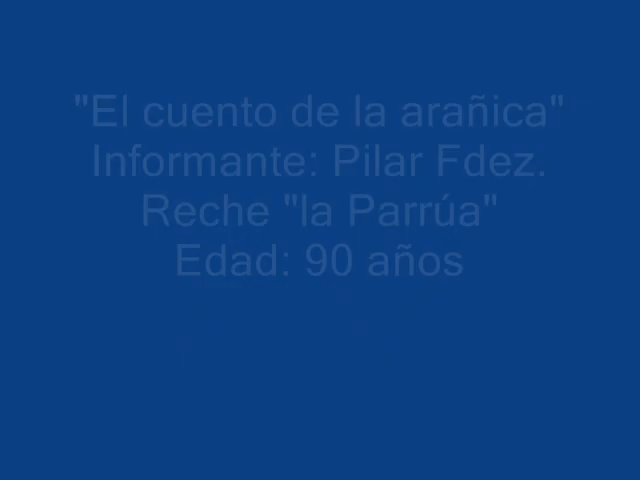 "El cuento de la arañica"
Informante: Pilar Fdez.
Reche "la Parrúa"
Edad: 90 años